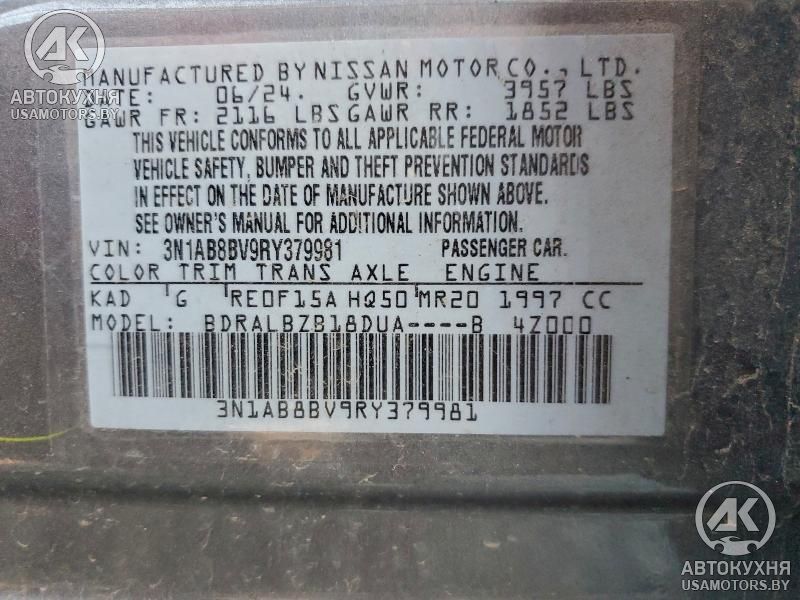 AK
АВТОКУХНЯ
USAMOTORS.BY
MANUFACTURED BY NISSAN MOTOR CO., LTD.
DATE: 06/24. GVWR: 3957 LBS
GAWR FR: 2116 LBS GAWR RR: 1852 LBS
THIS VEHICLE CONFORMS TO ALL APPLICABLE FEDERAL MOTOR
VEHICLE SAFETY, BUMPER AND THEFT PREVENTION STANDARDS
IN EFFECT ON THE DATE OF MANUFACTURE SHOWN ABOVE.
SEE OWNER'S MANUAL FOR ADDITIONAL INFORMATION.
VIN: 3N1AB8BV9RY379981 PASSENGER CAR.
COLOR TRIM TRANS AXLE ENGINE
KAD G RE0F15A HQ50 MR20 1997 CC
MODEL: BDRALBZB18DUA----B 4Z000
3N1AB8BV9RY379981
AK
АВТОКУХНЯ
USAMOTORS.BY